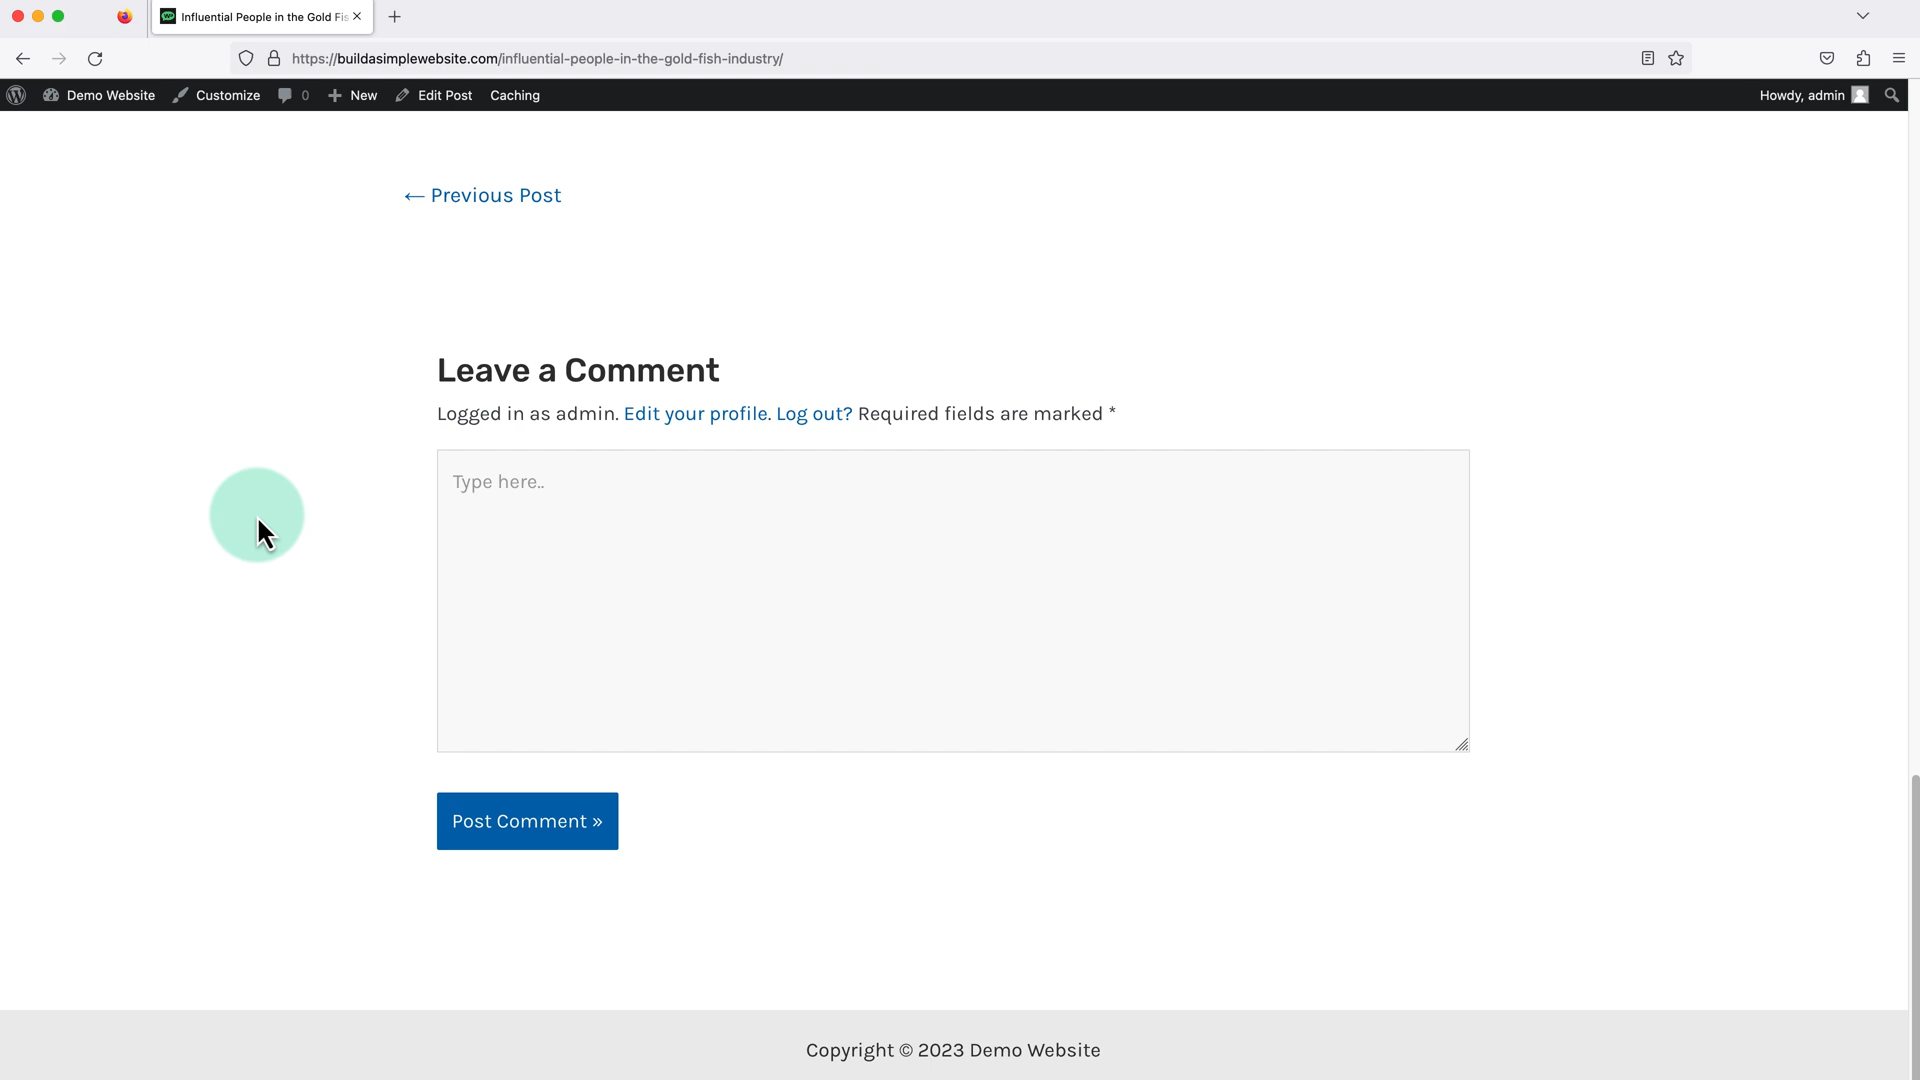 Influential People in the Gold Fis
https://buildasimplewebsite.com/influential-people-in-the-gold-fish-industry/
Demo Website Customize 0 New Edit Post Caching Howdy, admin
← Previous Post
Leave a Comment
Logged in as admin. Edit your profile. Log out? Required fields are marked *
Type here..
Post Comment »
Copyright © 2023 Demo Website